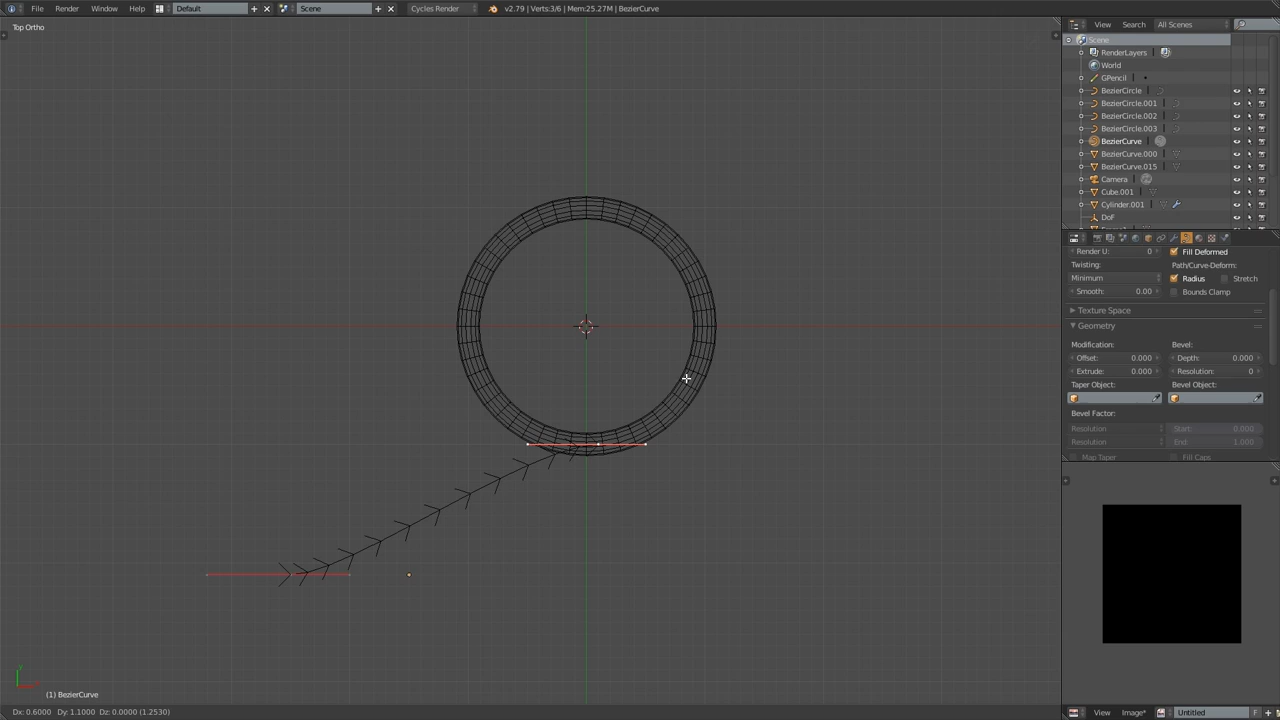 File Render Window Help Default Scene Cycles Render v2.79 | Verts:3/6 | Mem:25.27M | BezierCurve
Top Ortho
View Search All Scenes
Scene
RenderLayers
World
GPencil
BezierCircle
BezierCircle.001
BezierCircle.002
BezierCircle.003
BezierCurve
BezierCurve.000
BezierCurve.015
Camera
Cube.001
Cylinder.001
DoF
Render U: 0 Fill Deformed
Twisting: Path/Curve-Deform:
Minimum Radius Stretch
Smooth: 0.00 Bounds Clamp
Texture Space
Geometry
Modification: Bevel:
Offset: 0.000 Depth: 0.000
Extrude: 0.000 Resolution: 0
Taper Object: Bevel Object:
Bevel Factor:
Resolution Start: 0.000
Resolution End: 1.000
Map Taper Fill Caps
(1) BezierCurve
Dx: 0.6000 Dy: 1.1000 Dz: 0.0000 (1.2530)
View Image* Untitled F